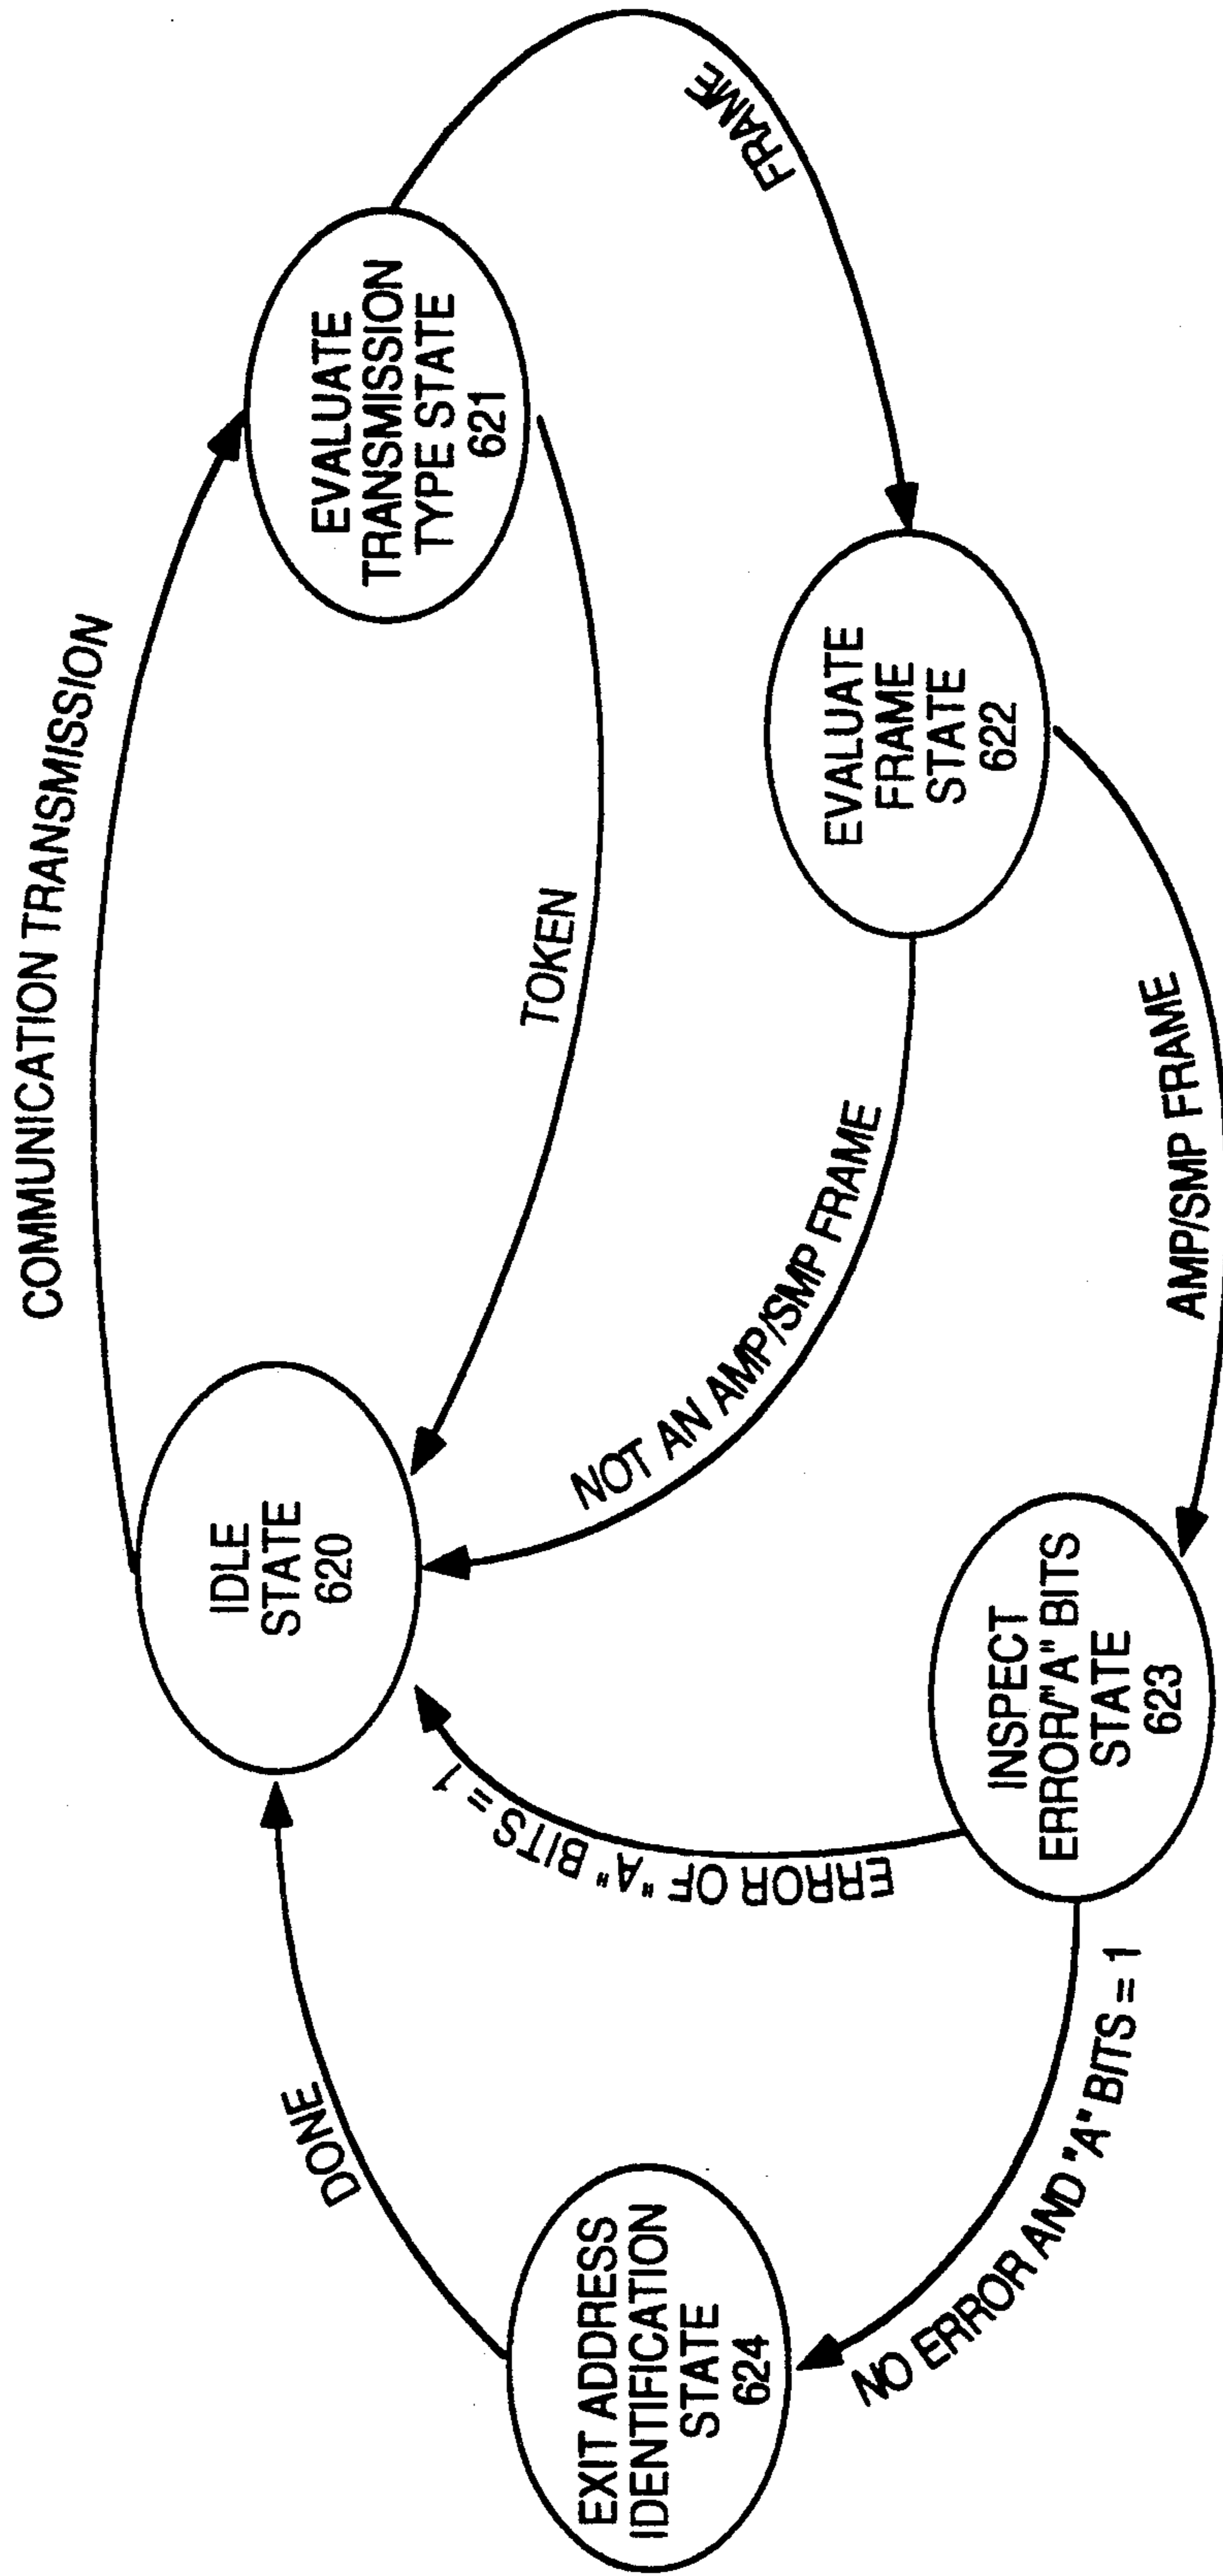 COMMUNICATION TRANSMISSION
IDLE
STATE
620
EVALUATE
TRANSMISSION
TYPE STATE
621
DONE
TOKEN
FRAME
ERROR OF "A" BITS = 1
NOT AN AMP/SMP FRAME
EXIT ADDRESS
IDENTIFICATION
STATE
624
EVALUATE
FRAME
STATE
622
INSPECT
ERROR/"A" BITS
STATE
623
NO ERROR AND "A" BITS = 1
AMP/SMP FRAME